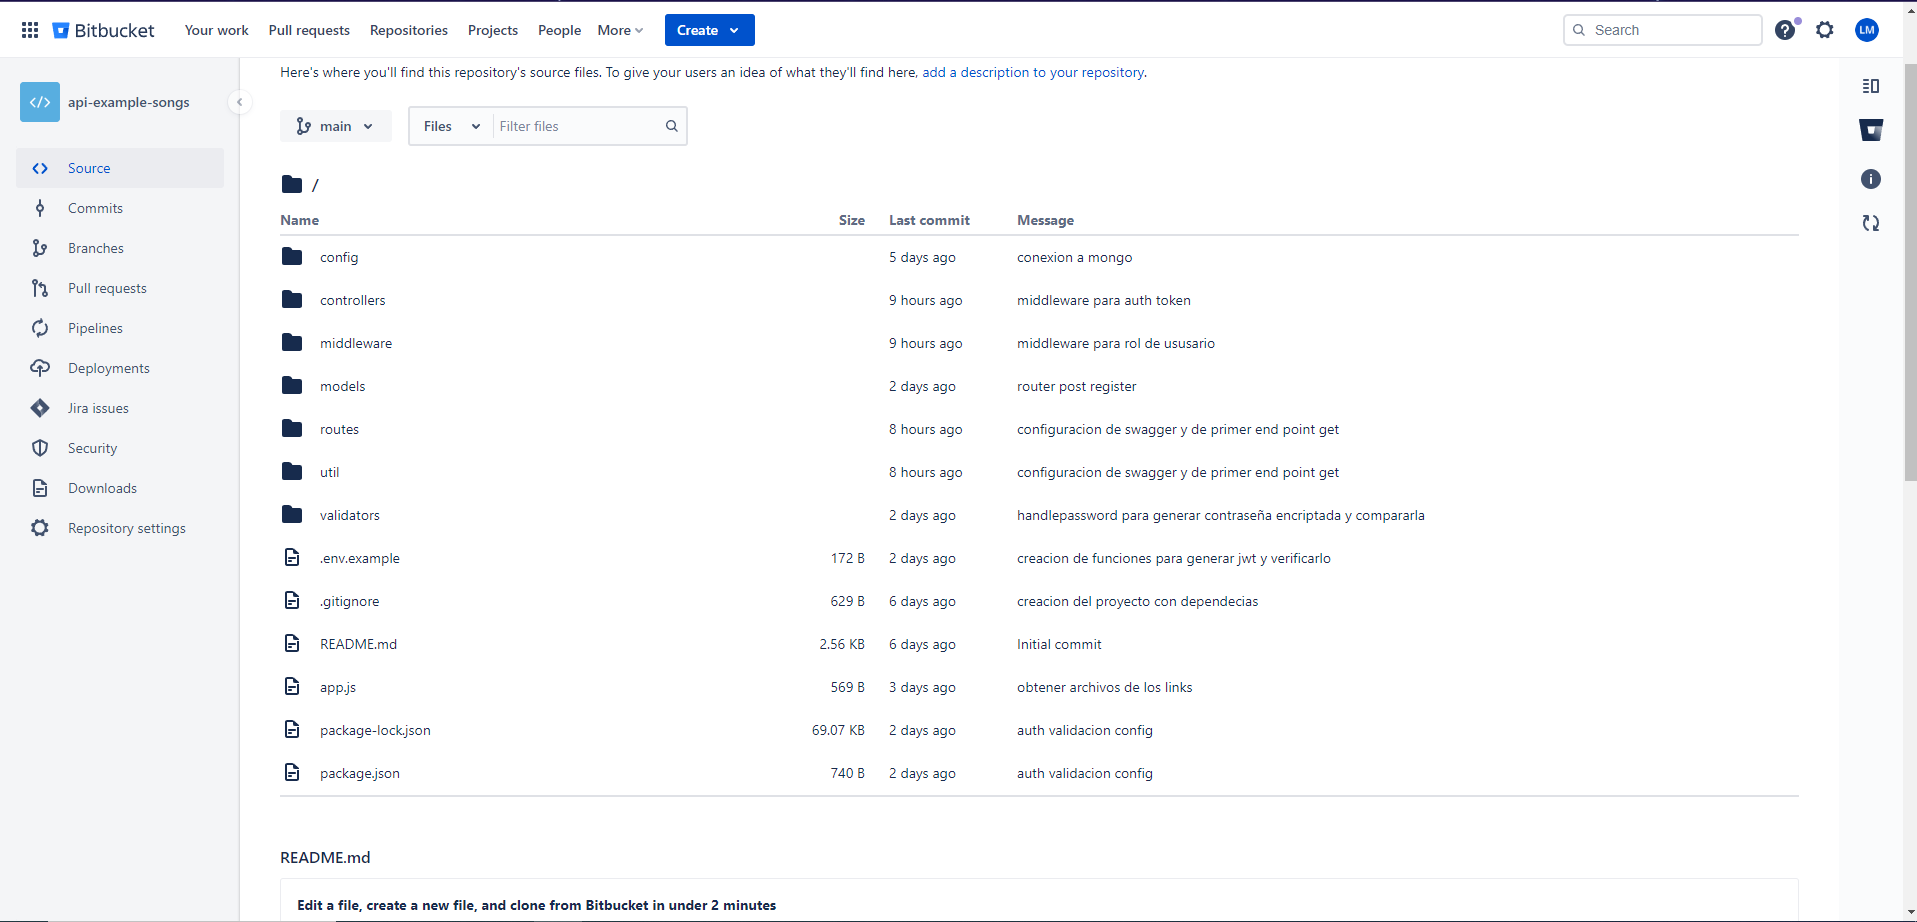 Bitbucket Your work Pull requests Repositories Projects People More Create Search LM
Here's where you'll find this repository's source files. To give your users an idea of what they'll find here, add a description to your repository.
api-example-songs
main Files Filter files
Source
Commits
Branches
Pull requests
Pipelines
Deployments
Jira issues
Security
Downloads
Repository settings
/
Name Size Last commit Message
config 5 days ago conexion a mongo
controllers 9 hours ago middleware para auth token
middleware 9 hours ago middleware para rol de ususario
models 2 days ago router post register
routes 8 hours ago configuracion de swagger y de primer end point get
util 8 hours ago configuracion de swagger y de primer end point get
validators 2 days ago handlepassword para generar contraseña encriptada y compararla
.env.example 172 B 2 days ago creacion de funciones para generar jwt y verificarlo
.gitignore 629 B 6 days ago creacion del proyecto con dependecias
README.md 2.56 KB 6 days ago Initial commit
app.js 569 B 3 days ago obtener archivos de los links
package-lock.json 69.07 KB 2 days ago auth validacion config
package.json 740 B 2 days ago auth validacion config
README.md
Edit a file, create a new file, and clone from Bitbucket in under 2 minutes